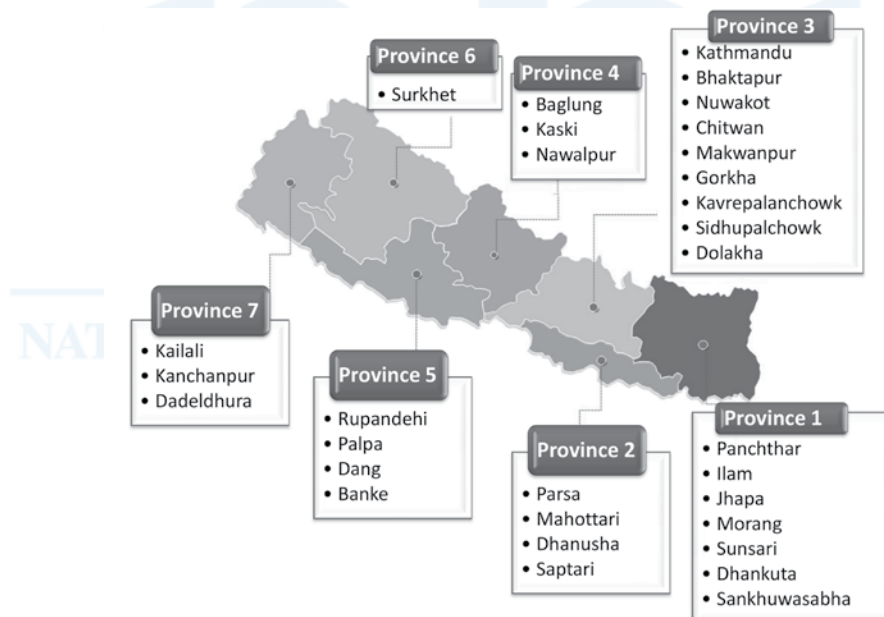 Province 6
• Surkhet
Province 4
• Baglung
• Kaski
• Nawalpur
Province 3
• Kathmandu
• Bhaktapur
• Nuwakot
• Chitwan
• Makwanpur
• Gorkha
• Kavrepalanchowk
• Sidhupalchowk
• Dolakha
Province 7
• Kailali
• Kanchanpur
• Dadeldhura
Province 5
• Rupandehi
• Palpa
• Dang
• Banke
Province 2
• Parsa
• Mahottari
• Dhanusha
• Saptari
Province 1
• Panchthar
• Ilam
• Jhapa
• Morang
• Sunsari
• Dhankuta
• Sankhuwasabha
NAT